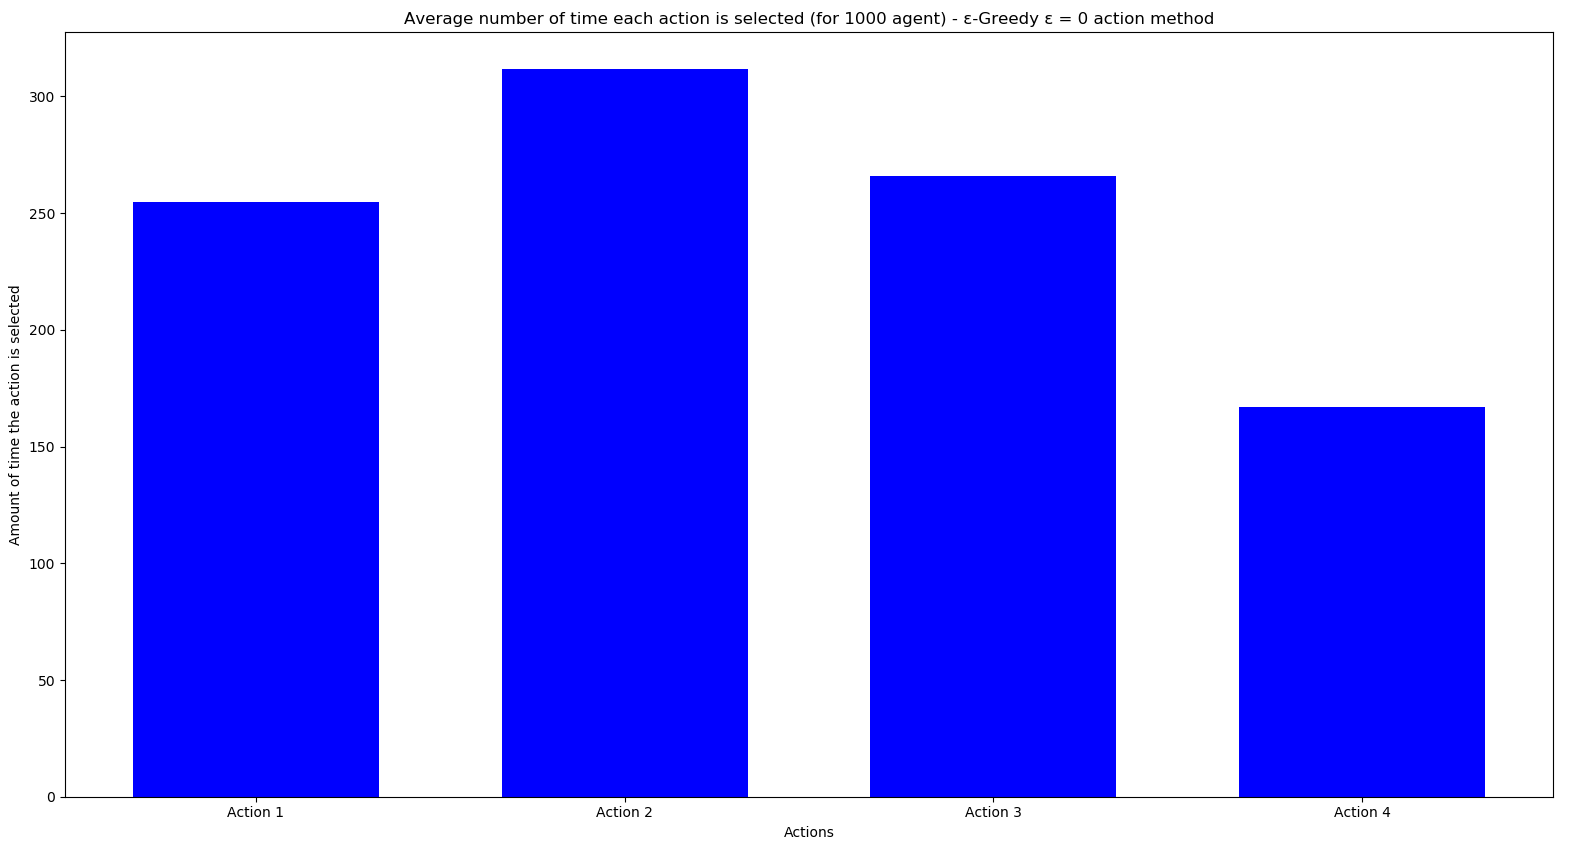 Average number of time each action is selected (for 1000 agent) - ε-Greedy ε = 0 action method
Amount of time the action is selected
300
250
200
150
100
50
0
Action 1
Action 2
Action 3
Action 4
Actions